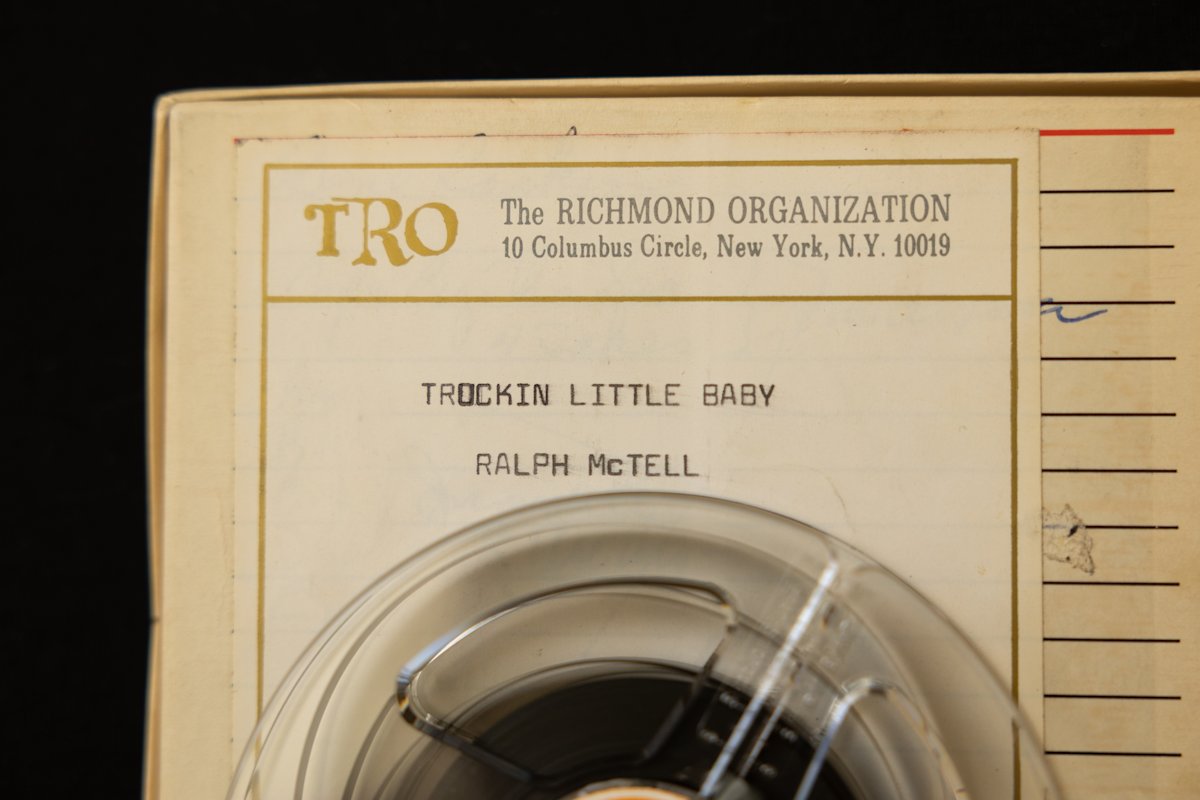 TRO
The RICHMOND ORGANIZATION
10 Columbus Circle, New York, N.Y. 10019
TROCKIN LITTLE BABY
RALPH McTELL